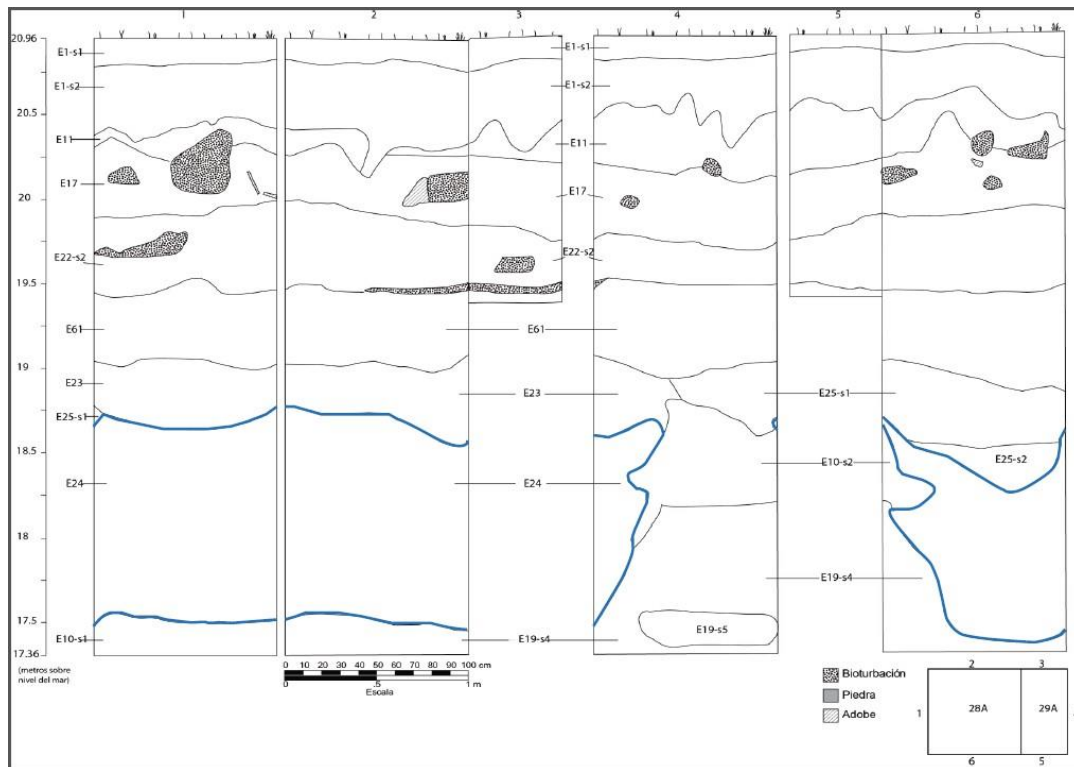 1 2 3 4 5 6
20.96
E1-s1 E1-s1
E1-s2 E1-s2
20.5
E11 E11
E17 E17
20
E22-s2 E22-s2
19.5
E61 E61
19
E23 E23 E25-s1
E25-s1
18.5
E10-s2 E25-s2
E24 E24
18
E19-s4
17.5
E19-s5
E10-s1 E19-s4
17.36
(metros sobre
nivel del mar)
0 10 20 30 40 50 60 70 80 90 100 cm
0 .5 1 m
Escala
Bioturbación
Piedra
Adobe
2 3
1 28A 29A
6 5